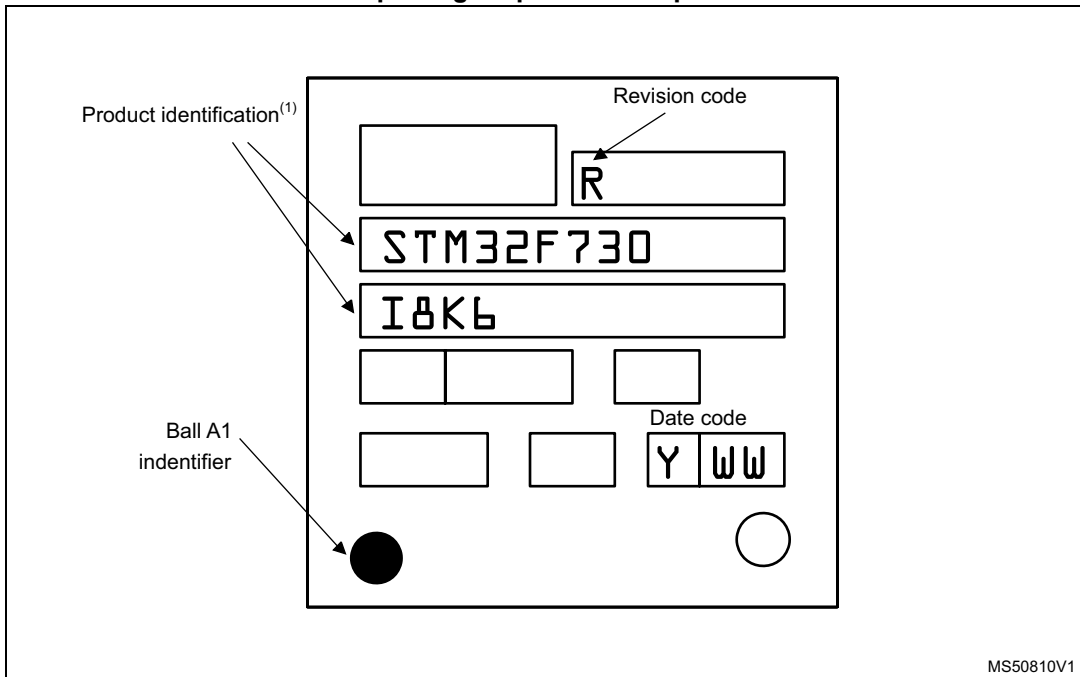 Revision code
Product identification(1)
R
STM32F730
I8K6
Date code
Ball A1
indentifier
Y WW
MS50810V1